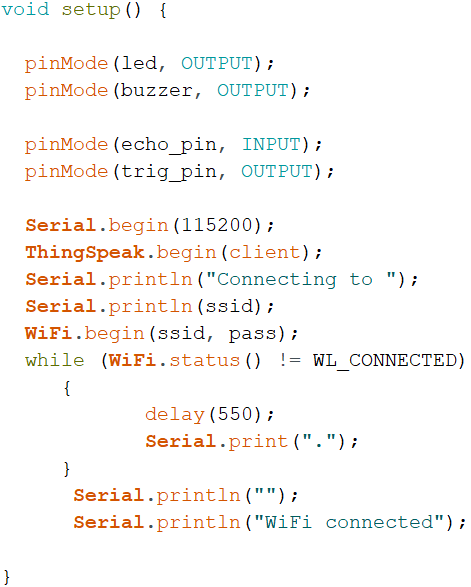 void setup() {
pinMode(led, OUTPUT);
pinMode(buzzer, OUTPUT);
pinMode(echo_pin, INPUT);
pinMode(trig_pin, OUTPUT);
Serial.begin(115200);
ThingSpeak.begin(client);
Serial.println("Connecting to ");
Serial.println(ssid);
WiFi.begin(ssid, pass);
while (WiFi.status() != WL_CONNECTED)
{
delay(550);
Serial.print(".");
}
Serial.println("");
Serial.println("WiFi connected");
}